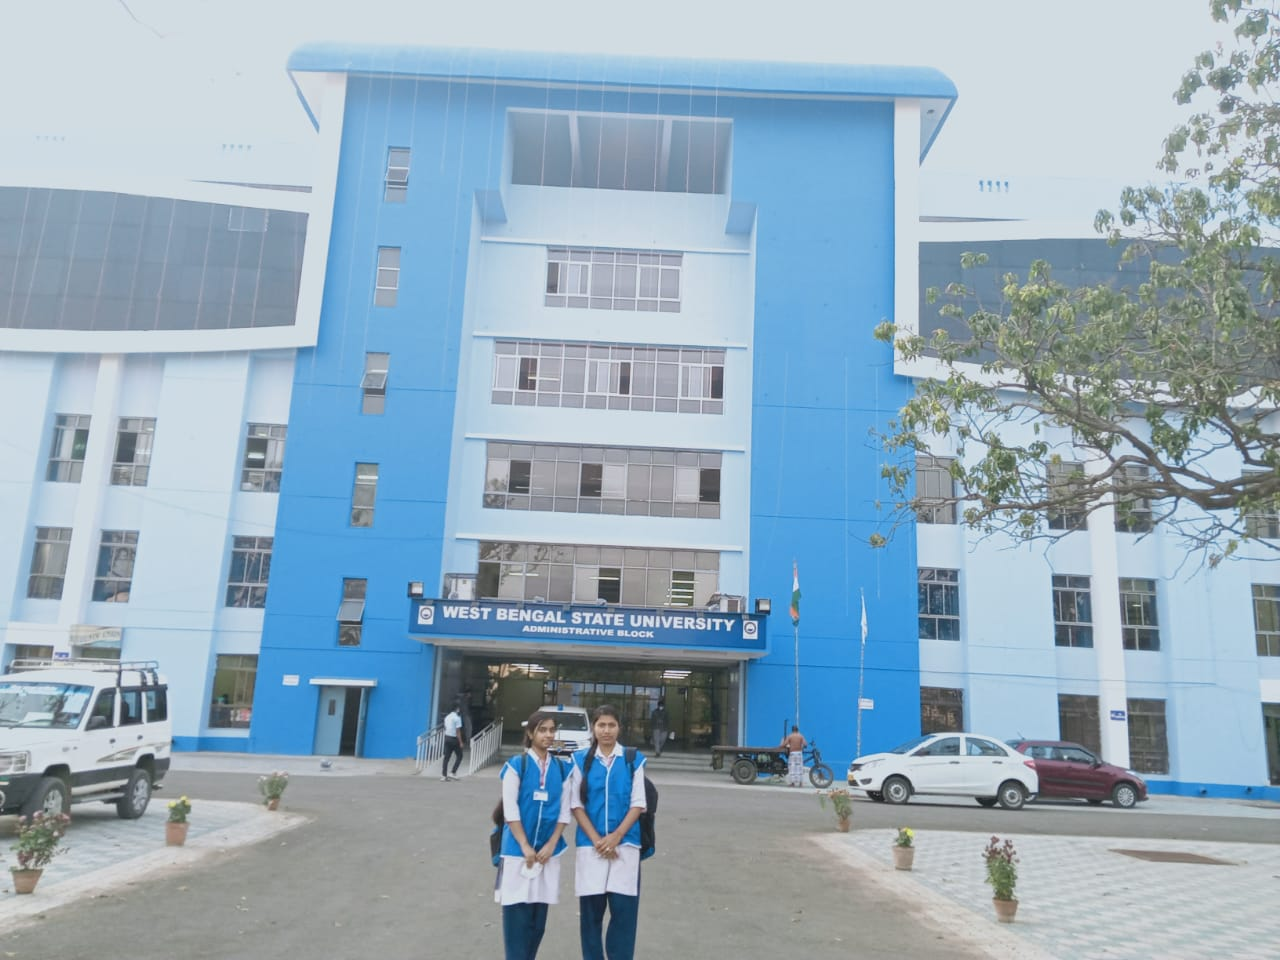 WEST BENGAL STATE UNIVERSITY
ADMINISTRATIVE BLOCK